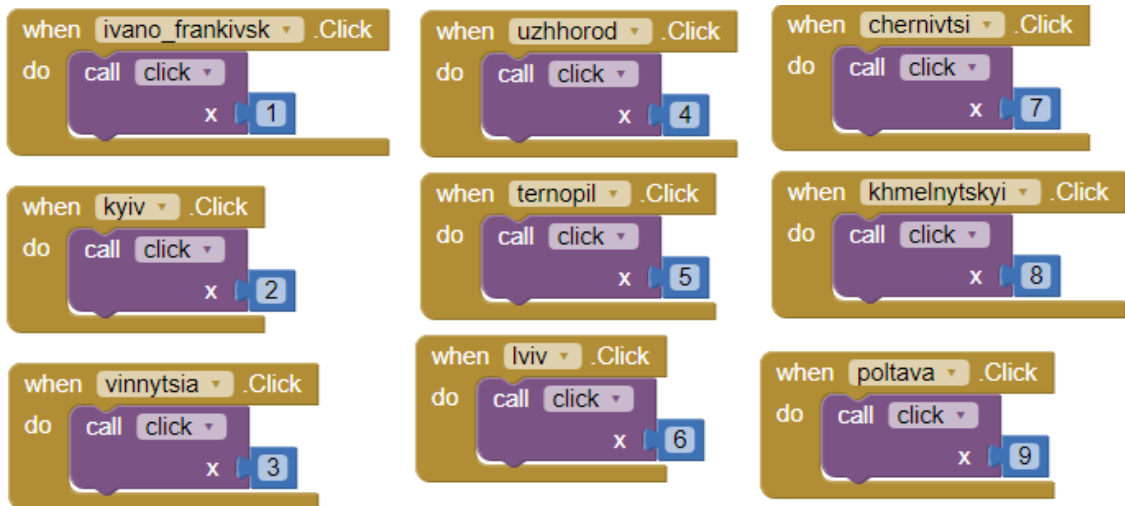 when ivano_frankivsk .Click
do call click
x 1
when kyiv .Click
do call click
x 2
when vinnytsia .Click
do call click
x 3
when uzhhorod .Click
do call click
x 4
when ternopil .Click
do call click
x 5
when lviv .Click
do call click
x 6
when chernivtsi .Click
do call click
x 7
when khmelnytskyi .Click
do call click
x 8
when poltava .Click
do call click
x 9